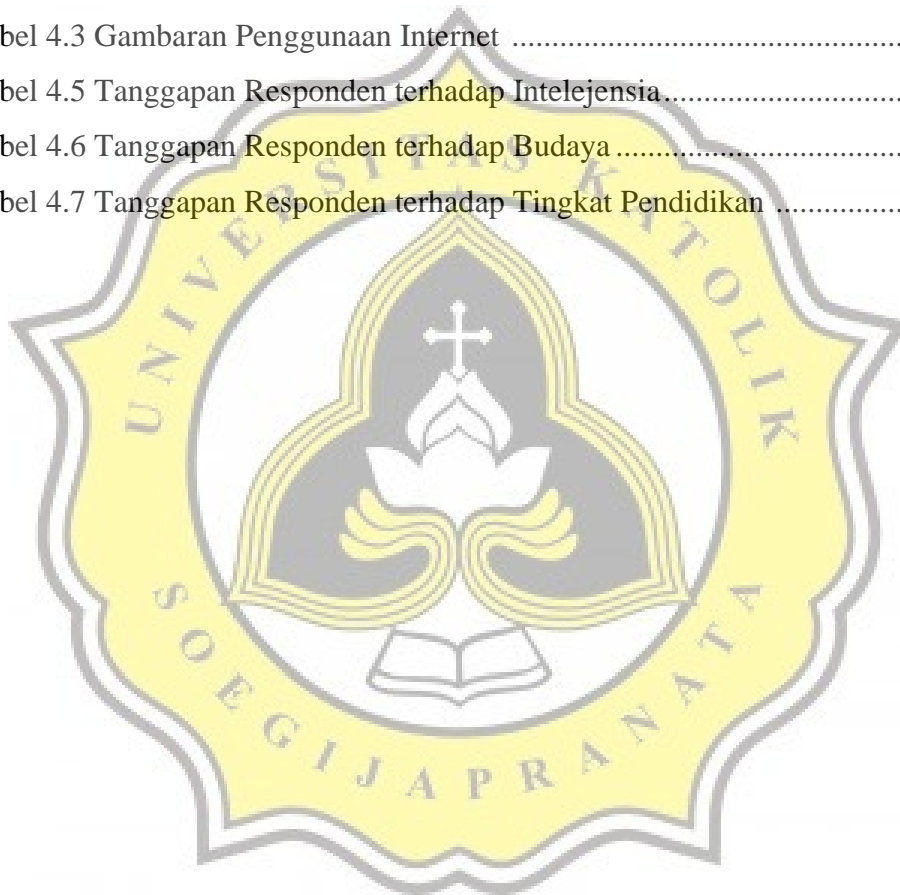 bel 4.3 Gambaran Penggunaan Internet ................................................
bel 4.5 Tanggapan Responden terhadap Intelejensia..............................
bel 4.6 Tanggapan Responden terhadap Budaya ....................................
bel 4.7 Tanggapan Responden terhadap Tingkat Pendidikan ................
UNIVERSITAS KATOLIK
SOEGIJAPRANATA